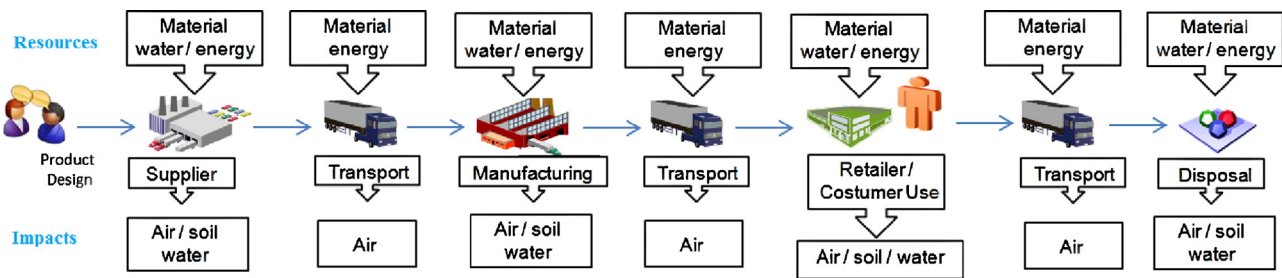 Resources
Material
water / energy
Material
energy
Material
water / energy
Material
energy
Material
water / energy
Material
energy
Material
water / energy
Product
Design
Supplier
Transport
Manufacturing
Transport
Retailer /
Costumer Use
Transport
Disposal
Impacts
Air / soil
water
Air
Air / soil
water
Air
Air / soil / water
Air
Air / soil
water